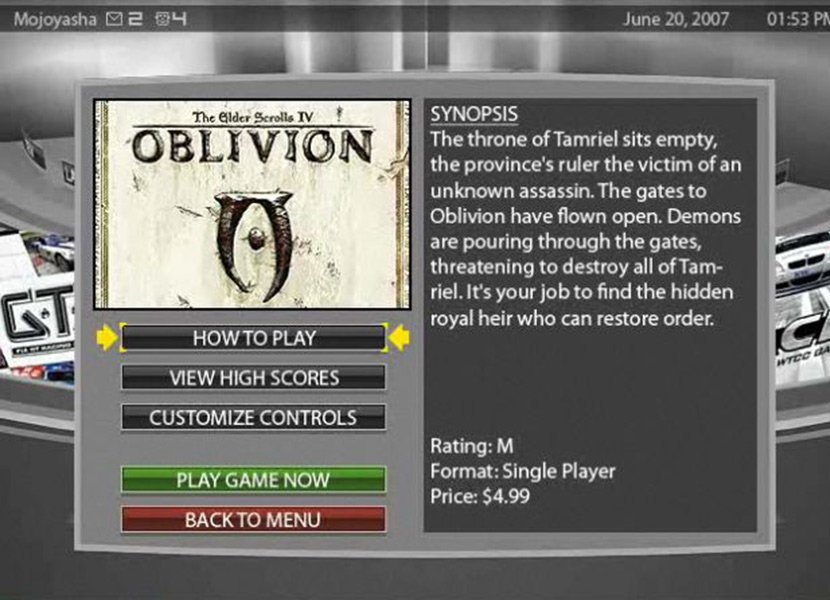 Mojoyasha 2 4 June 20, 2007 01:53 PM
The Elder Scrolls IV
OBLIVION
HOW TO PLAY
VIEW HIGH SCORES
CUSTOMIZE CONTROLS
PLAY GAME NOW
BACK TO MENU
SYNOPSIS
The throne of Tamriel sits empty,
the province's ruler the victim of an
unknown assassin. The gates to
Oblivion have flown open. Demons
are pouring through the gates,
threatening to destroy all of Tam-
riel. It's your job to find the hidden
royal heir who can restore order.
Rating: M
Format: Single Player
Price: $4.99
GT
WTCC